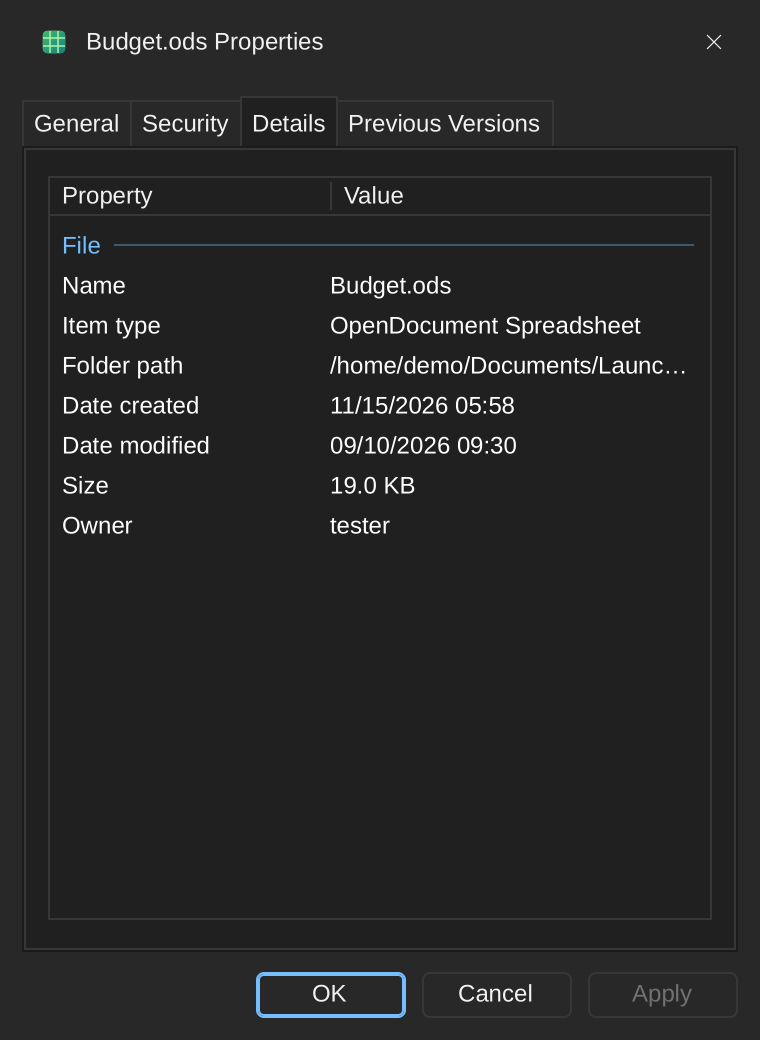 Budget.ods Properties
General Security Details Previous Versions
Property Value
File
Name Budget.ods
Item type OpenDocument Spreadsheet
Folder path /home/demo/Documents/Launc…
Date created 11/15/2026 05:58
Date modified 09/10/2026 09:30
Size 19.0 KB
Owner tester
OK Cancel Apply